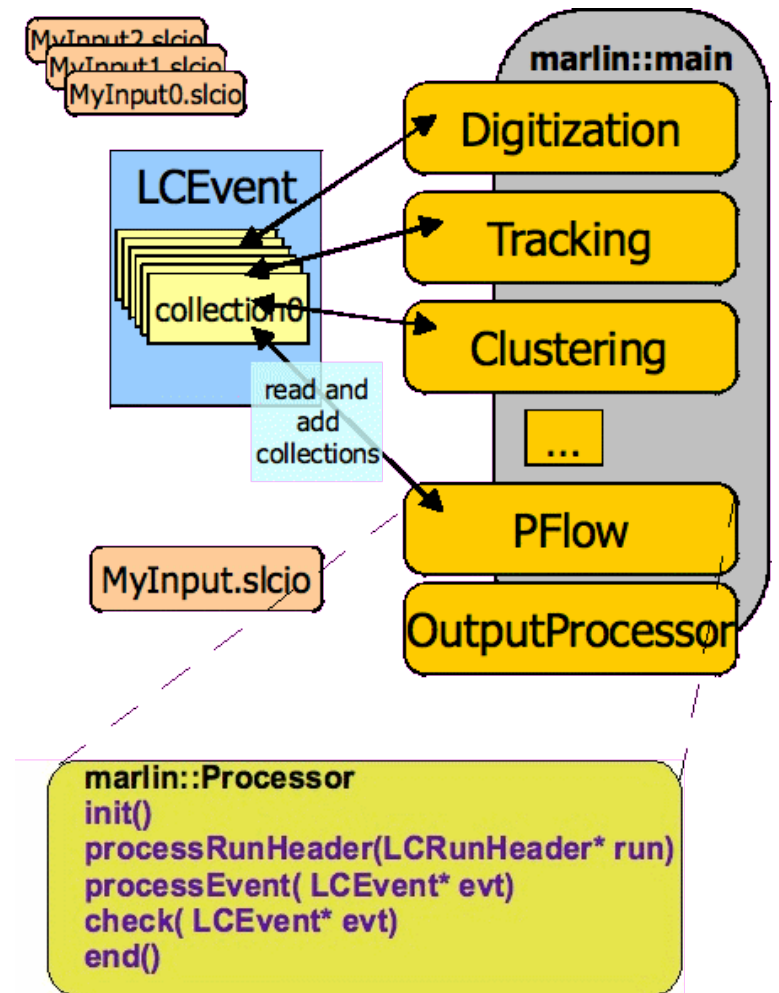 MyInput2.slcio
MyInput1.slcio
MyInput0.slcio
marlin::main
Digitization
LCEvent
Tracking
collection0
Clustering
read and
add
collections
...
PFlow
MyInput.slcio
OutputProcessor
marlin::Processor
init()
processRunHeader(LCRunHeader* run)
processEvent( LCEvent* evt)
check( LCEvent* evt)
end()